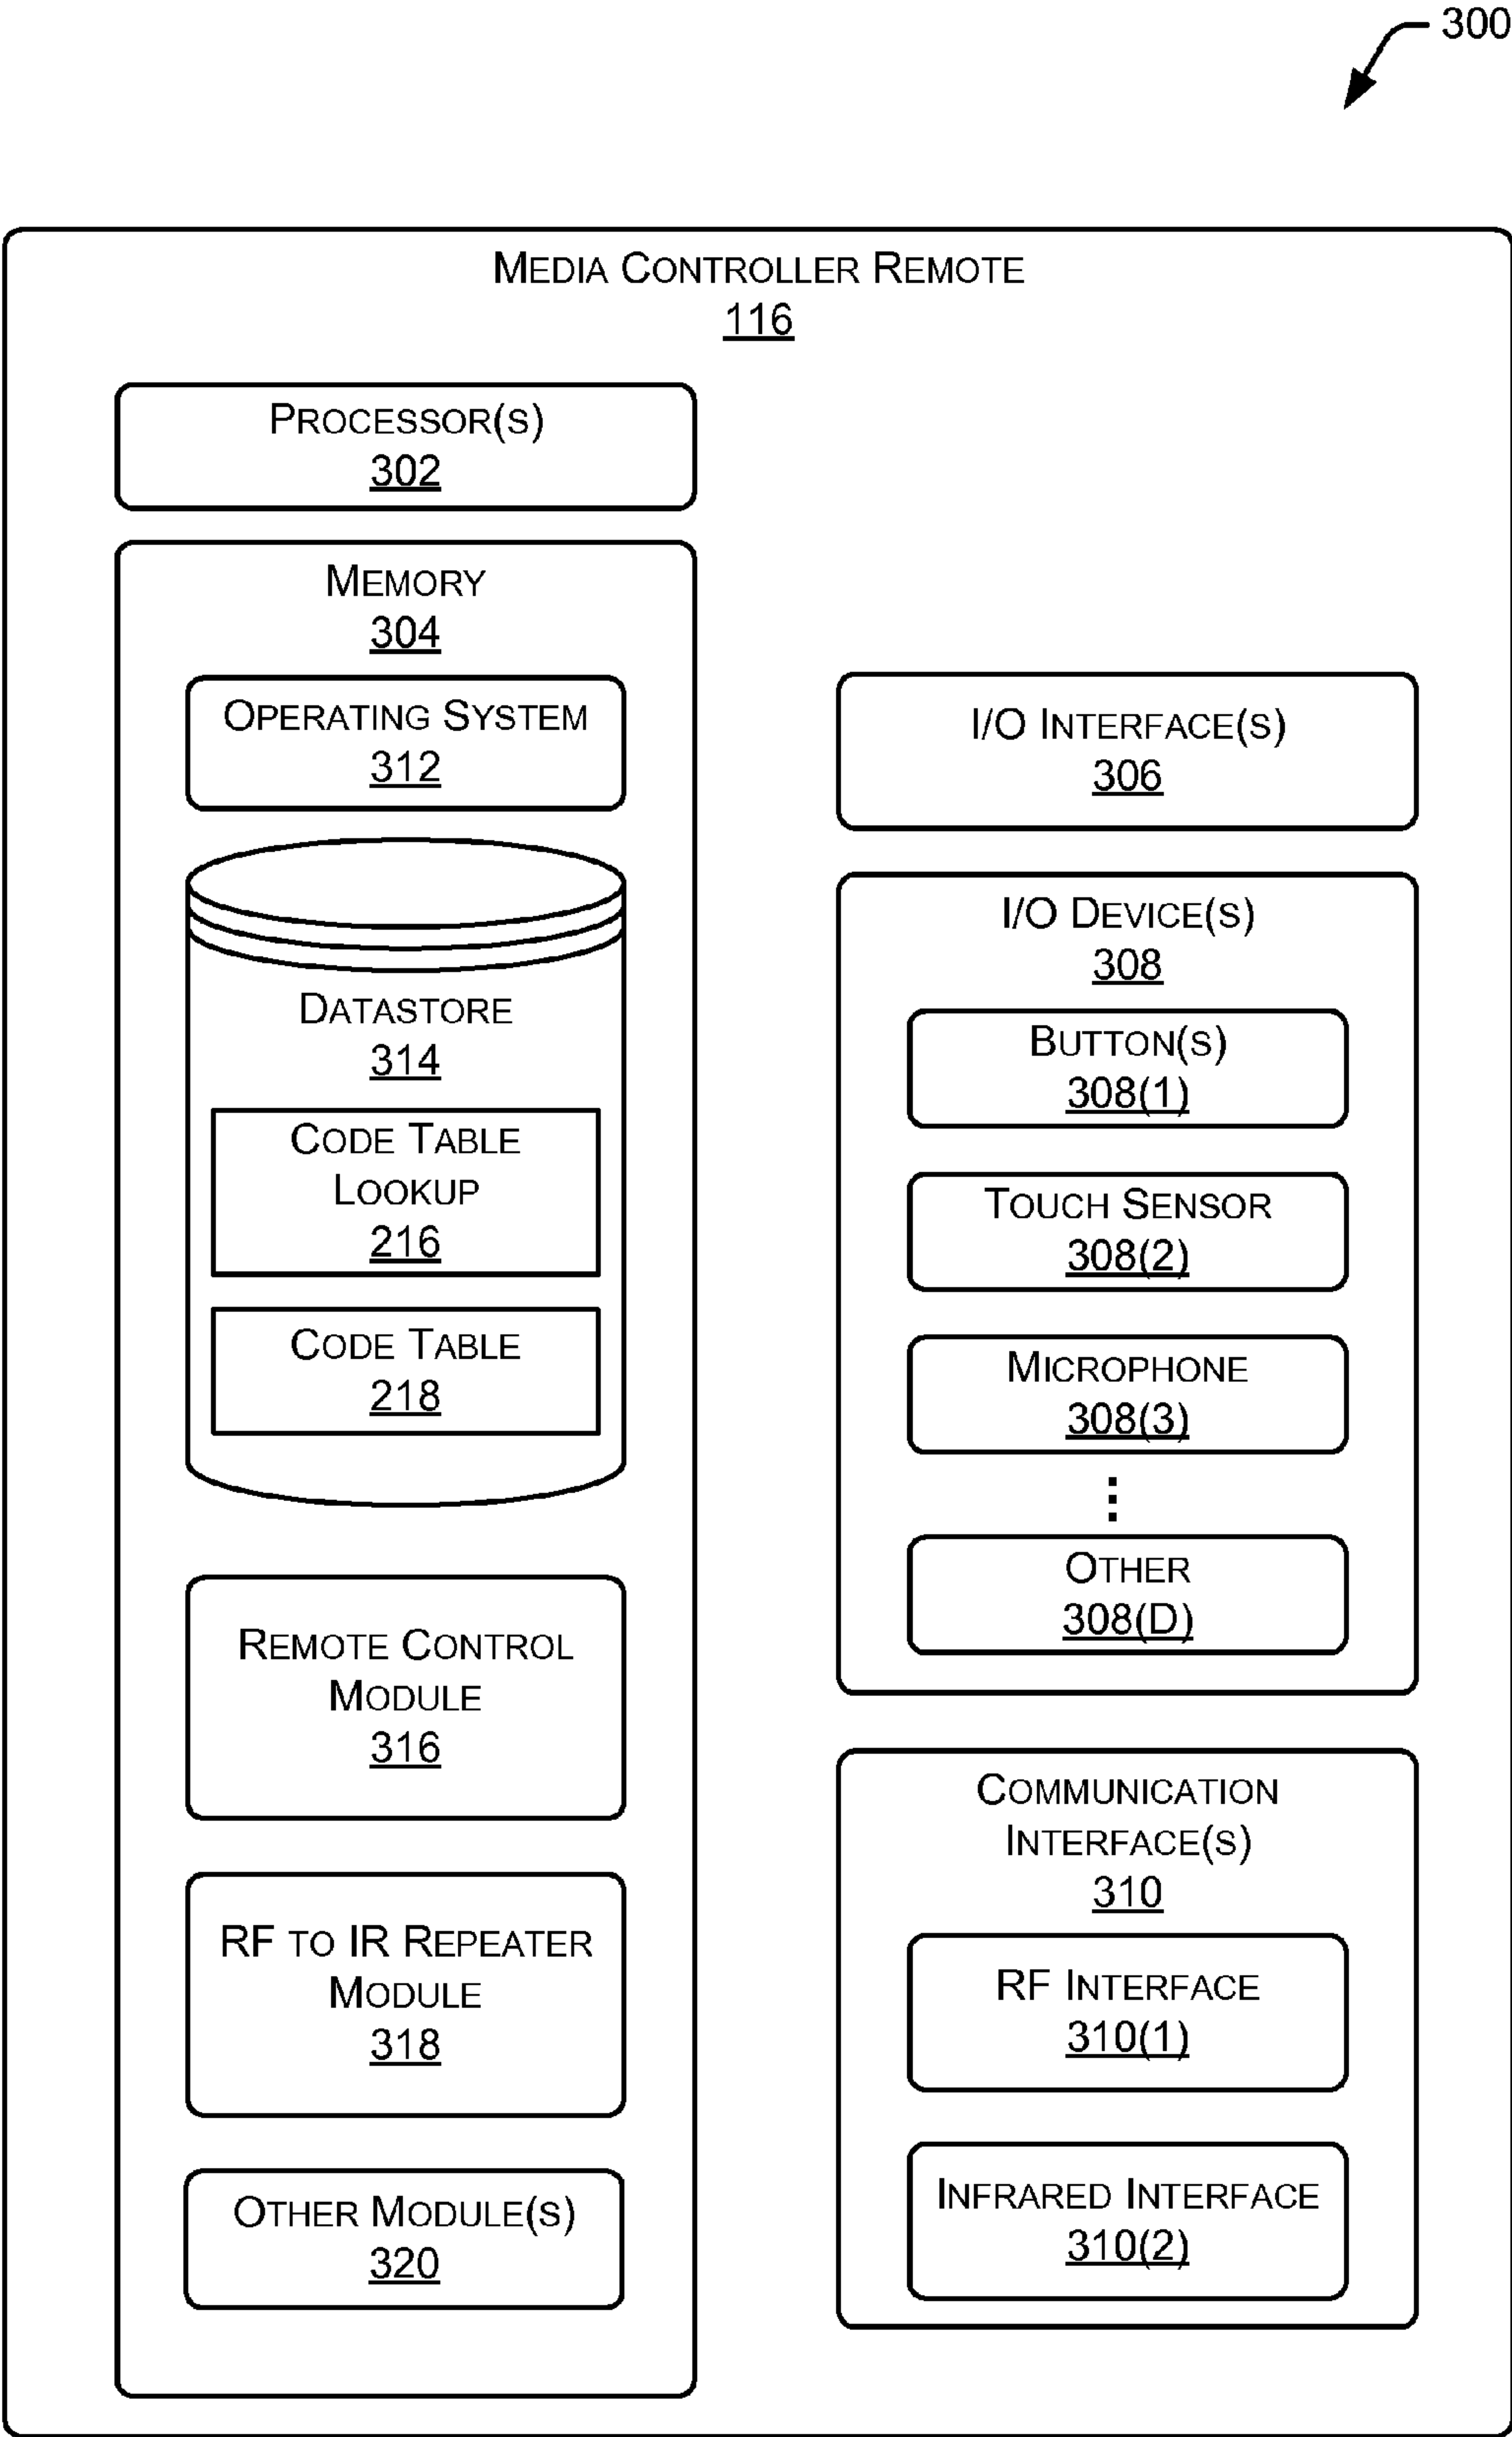 300
MEDIA CONTROLLER REMOTE
116
PROCESSOR(S)
302
MEMORY
304
OPERATING SYSTEM
312
DATASTORE
314
CODE TABLE
LOOKUP
216
CODE TABLE
218
REMOTE CONTROL
MODULE
316
RF TO IR REPEATER
MODULE
318
OTHER MODULE(S)
320
I/O INTERFACE(S)
306
I/O DEVICE(S)
308
BUTTON(S)
308(1)
TOUCH SENSOR
308(2)
MICROPHONE
308(3)
⋮
OTHER
308(D)
COMMUNICATION
INTERFACE(S)
310
RF INTERFACE
310(1)
INFRARED INTERFACE
310(2)